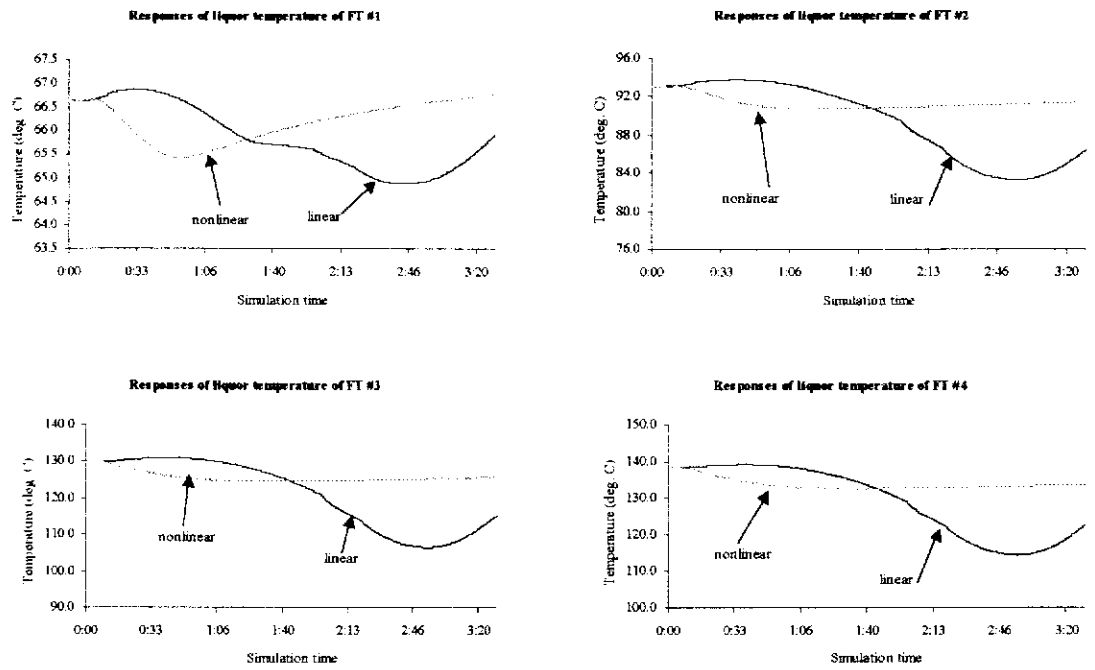 Responses of liquor temperature of FT #1
Temperature (deg. C)
67.5
67.0
66.5
66.0
65.5
65.0
64.5
64.0
63.5
nonlinear
linear
0:00 0:33 1:06 1:40 2:13 2:46 3:20
Simulation time
Responses of liquor temperature of FT #2
Temperature (deg. C)
96.0
92.0
88.0
84.0
80.0
76.0
nonlinear
linear
0:00 0:33 1:06 1:40 2:13 2:46 3:20
Simulation time
Responses of liquor temperature of FT #3
Temperature (deg. C)
140.0
130.0
120.0
110.0
100.0
90.0
nonlinear
linear
0:00 0:33 1:06 1:40 2:13 2:46 3:20
Simulation time
Responses of liquor temperature of FT #4
Temperature (deg. C)
150.0
140.0
130.0
120.0
110.0
100.0
nonlinear
linear
0:00 0:33 1:06 1:40 2:13 2:46 3:20
Simulation time